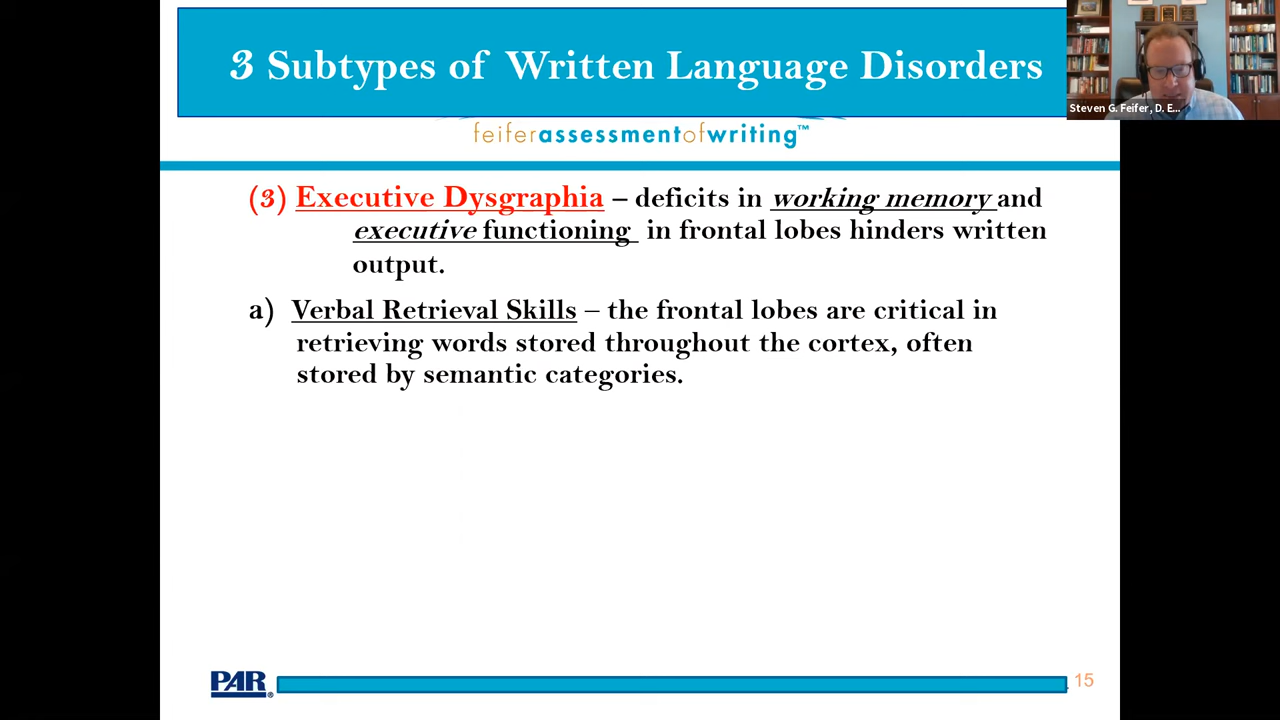 3 Subtypes of Written Language Disorders
Steven G. Feifer, D. E...
feiferassessmentofwriting™
(3) Executive Dysgraphia – deficits in working memory and
executive functioning in frontal lobes hinders written
output.
a) Verbal Retrieval Skills – the frontal lobes are critical in
retrieving words stored throughout the cortex, often
stored by semantic categories.
PAR®
15